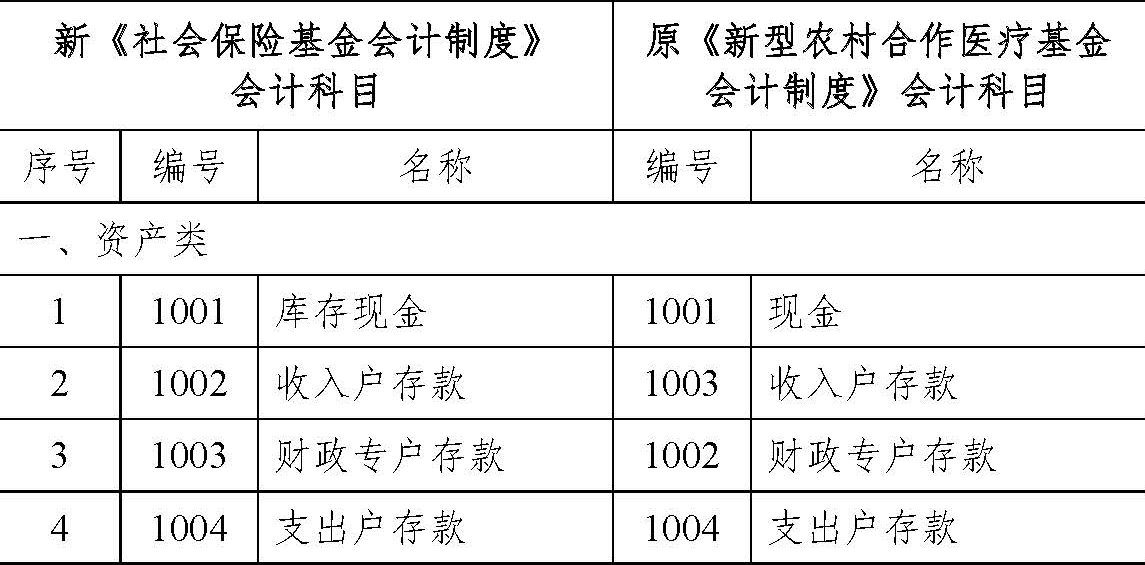 新《社会保险基金会计制度》 原《新型农村合作医疗基金
会计科目 会计制度》会计科目
序号 编号 名称 编号 名称
一、资产类
1 1001 库存现金 1001 现金
2 1002 收入户存款 1003 收入户存款
3 1003 财政专户存款 1002 财政专户存款
4 1004 支出户存款 1004 支出户存款